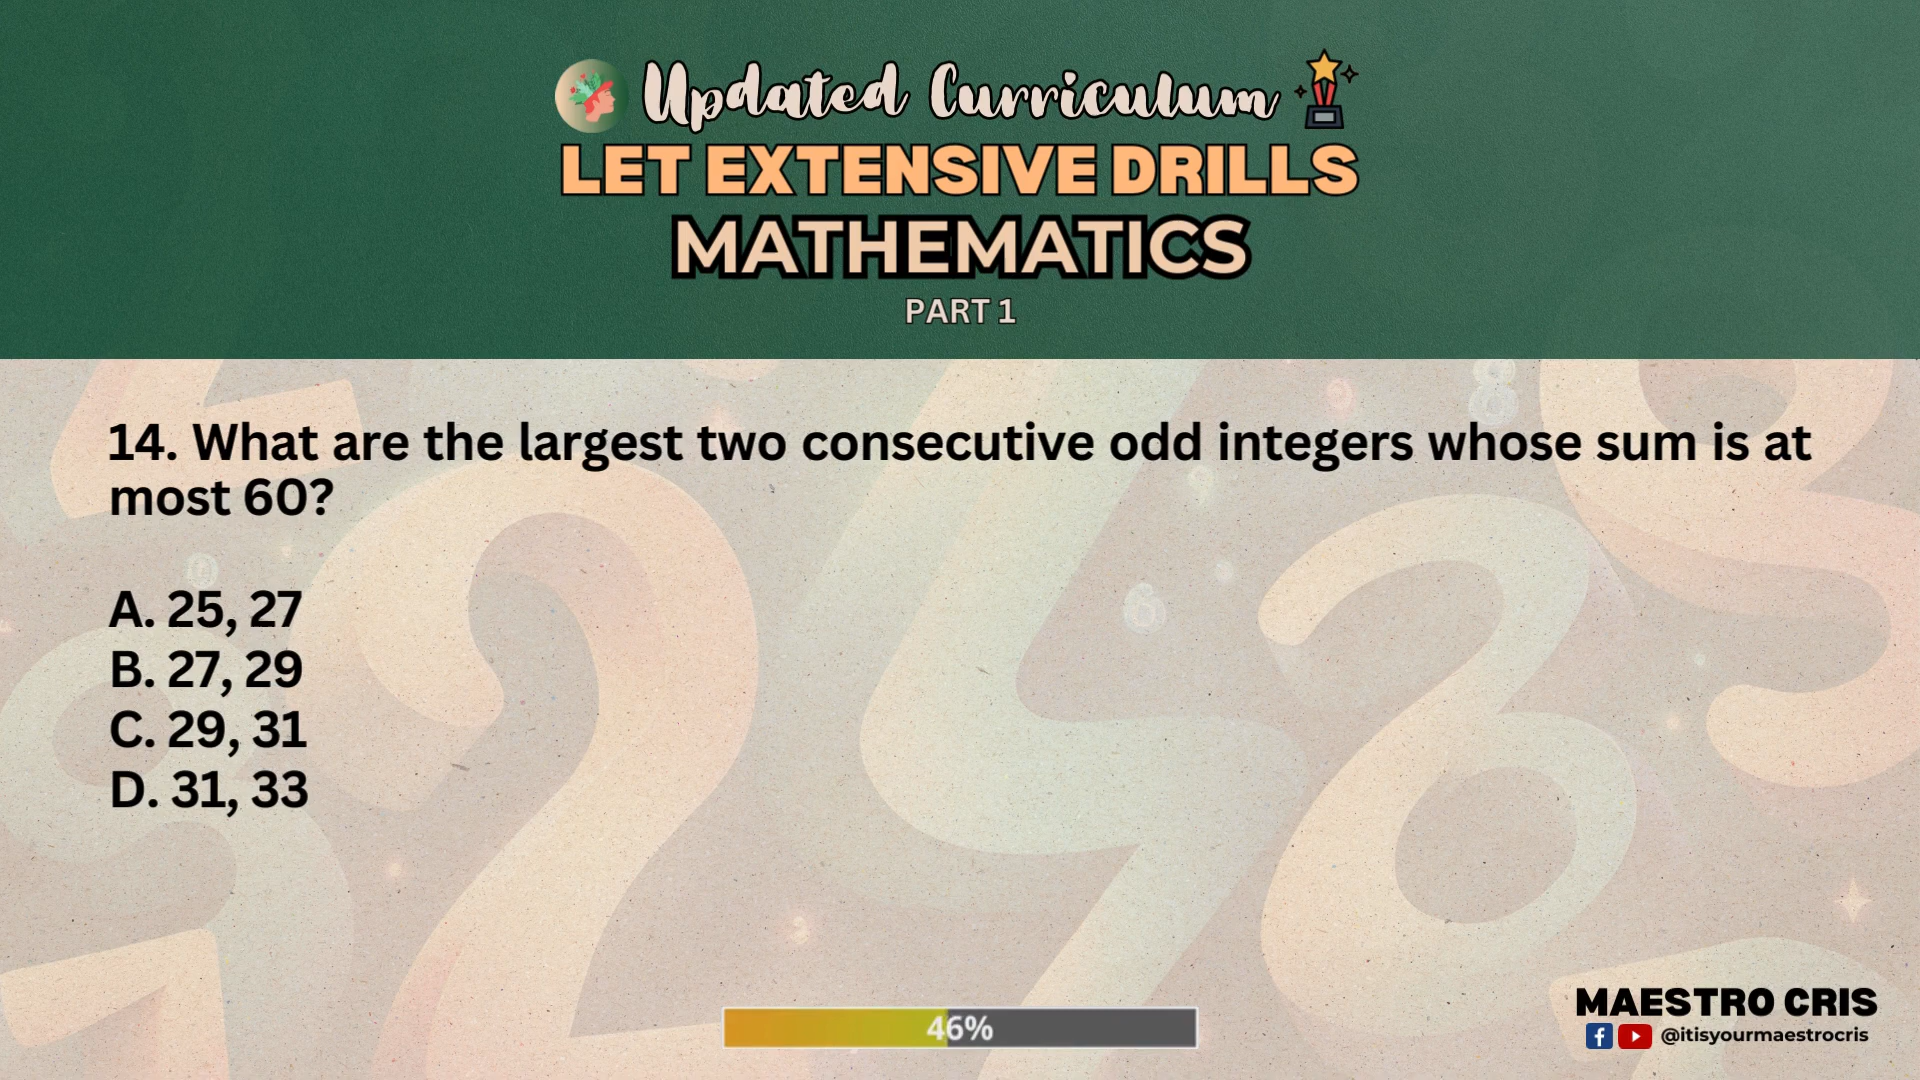 Updated Curriculum
LET EXTENSIVE DRILLS
MATHEMATICS
PART 1
14. What are the largest two consecutive odd integers whose sum is at
most 60?
A. 25, 27
B. 27, 29
C. 29, 31
D. 31, 33
46%
MAESTRO CRIS
@itisyourmaestrocris